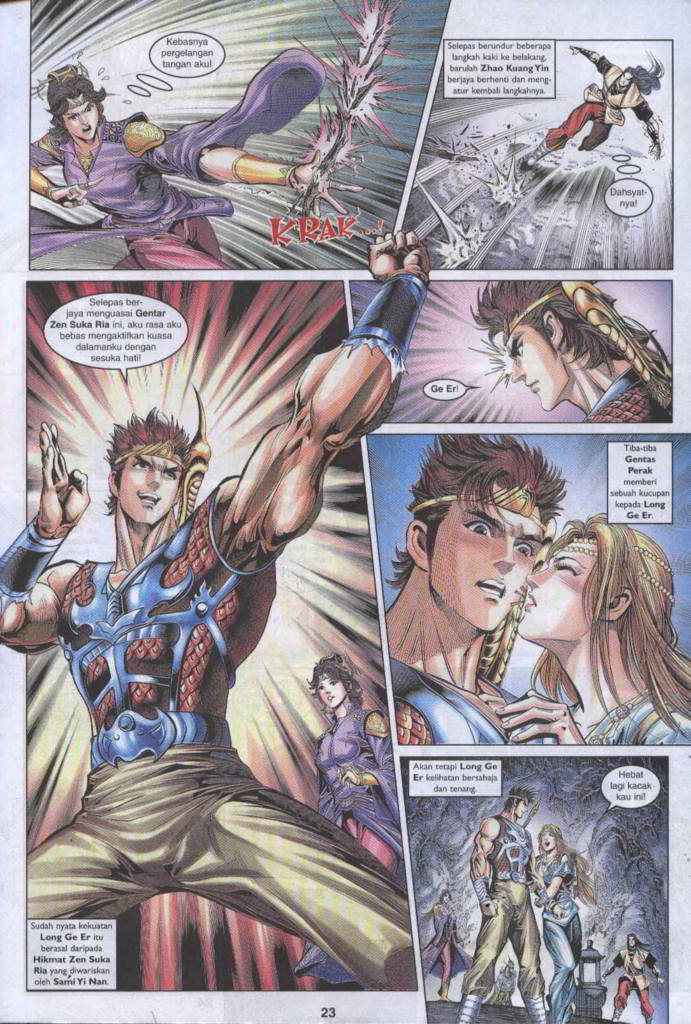 Kebasnya
pergelangan
tangan aku!
KRAK...!
Selepas berundur beberapa
langkah kaki ke belakang,
barulah Zhao Kuang Yin
berjaya berhenti dan meng-
atur kembali langkahnya.
Dahsyat-
nya!
Selepas ber-
jaya menguasai Gentar
Zen Suka Ria ini, aku rasa aku
bebas mengaktifkan kuasa
dalamanku dengan
sesuka hati!
Sudah nyata kekuatan
Long Ge Er itu
berasal daripada
Hikmat Zen Suka
Ria yang diwariskan
oleh Sami Yi Nan.
Ge Er!
Tiba-tiba
Gentas
Perak
memberi
sebuah kucupan
kepada Long
Ge Er.
Akan tetapi Long Ge
Er kelihatan bersahaja
dan tenang.
Hebat
lagi kacak
kau ini!
23